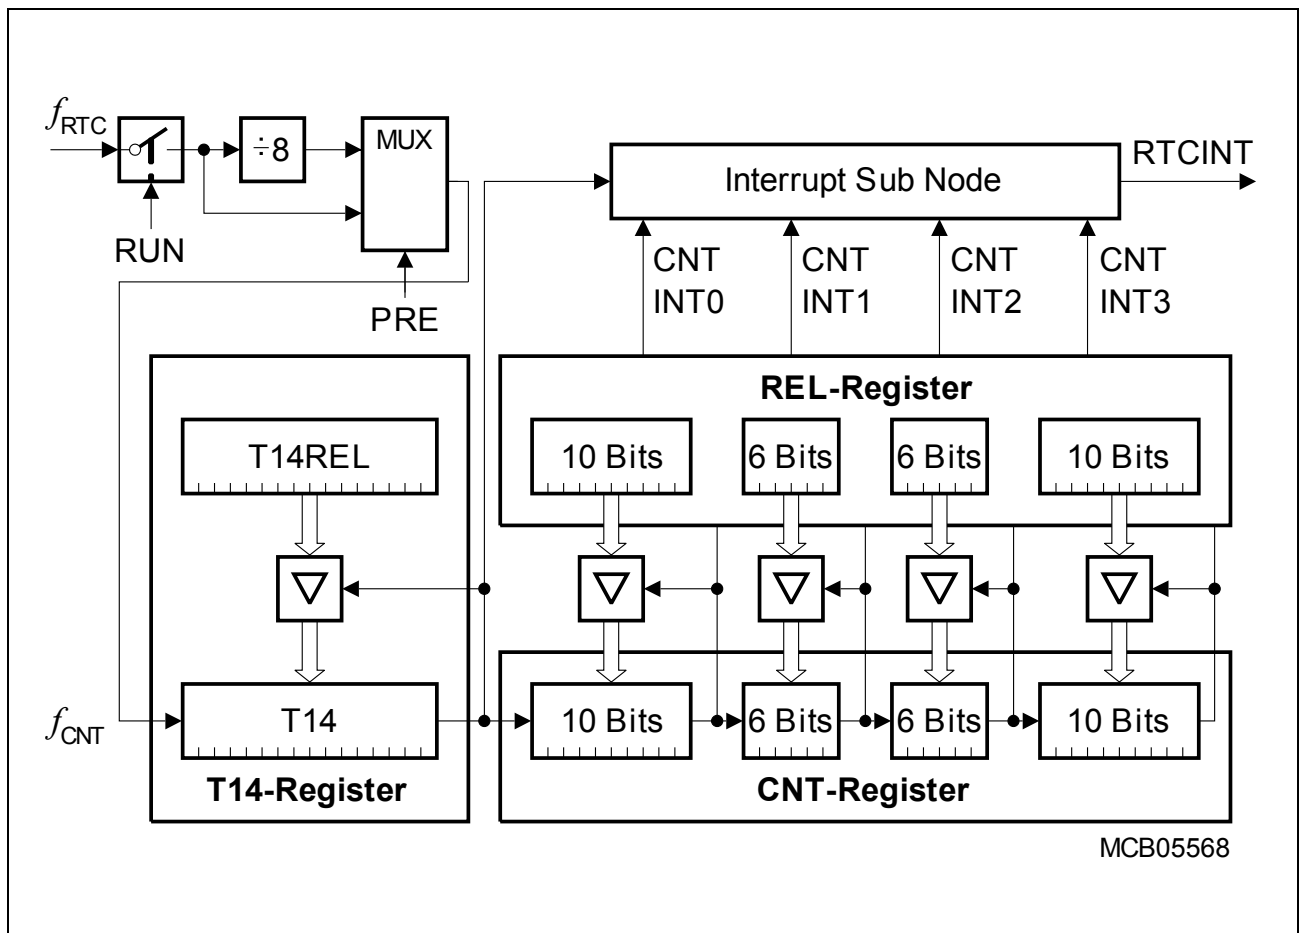 fRTC
÷8
MUX
RUN
PRE
Interrupt Sub Node
RTCINT
CNT
INT0
CNT
INT1
CNT
INT2
CNT
INT3
REL-Register
T14REL
10 Bits
6 Bits
6 Bits
10 Bits
fCNT
T14
10 Bits
6 Bits
6 Bits
10 Bits
T14-Register
CNT-Register
MCB05568